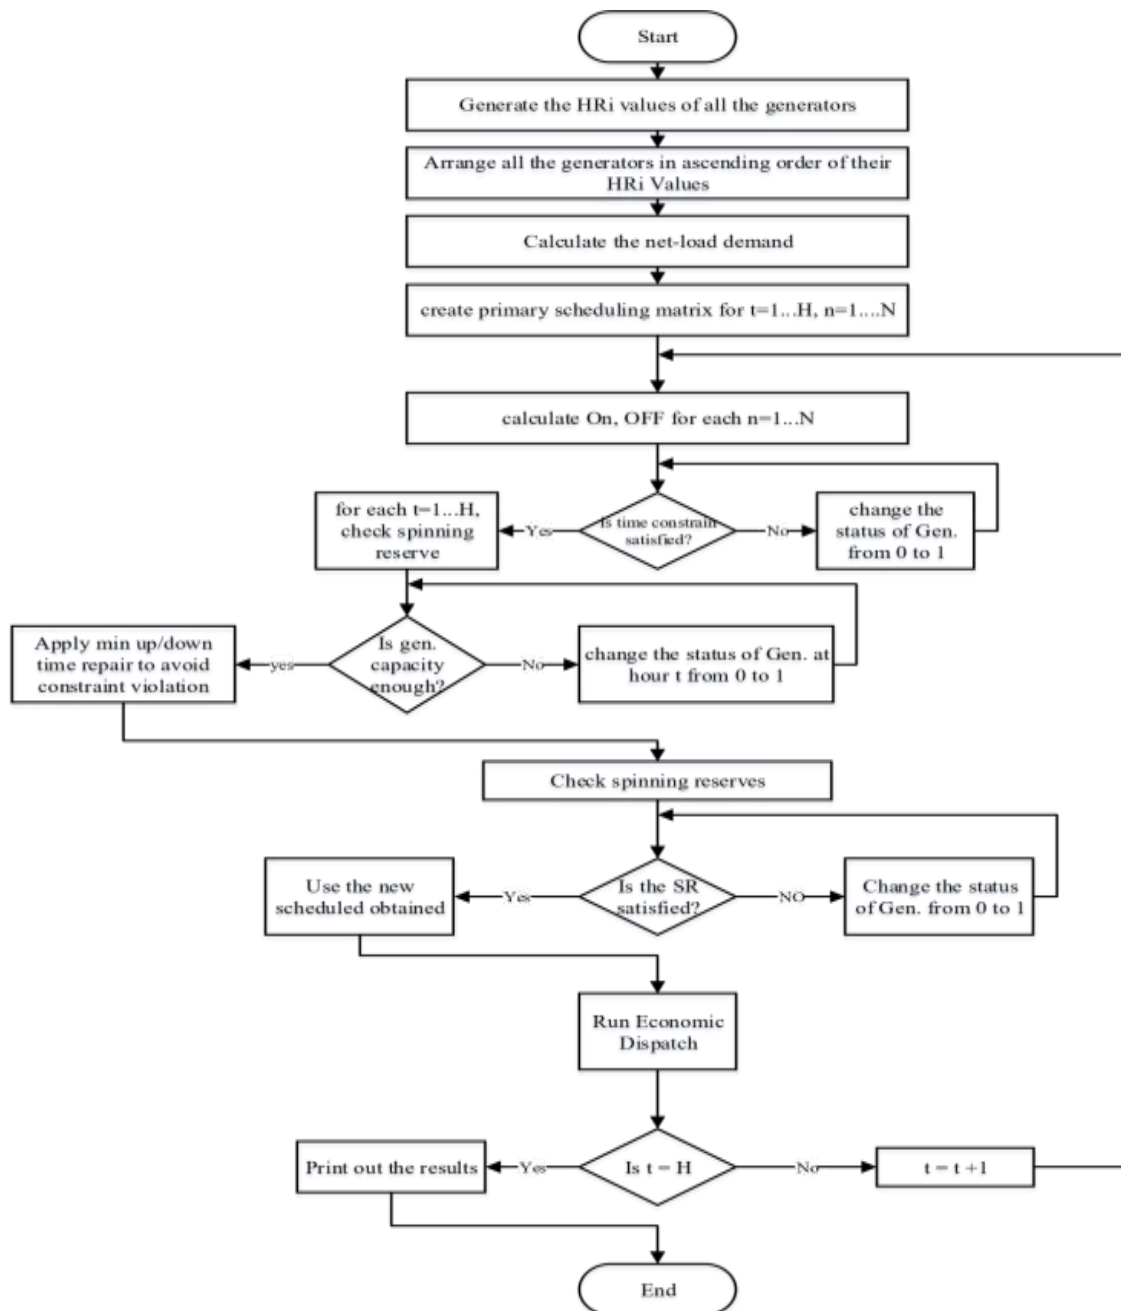 Start
Generate the HRi values of all the generators
Arrange all the generators in ascending order of their
HRi Values
Calculate the net-load demand
create primary scheduling matrix for t=1...H, n=1....N
calculate On, OFF for each n=1...N
for each t=1...H,
check spinning
reserve
Yes
Is time constrain
satisfied?
No
change the
status of Gen.
from 0 to 1
Apply min up/down
time repair to avoid
constraint violation
yes
Is gen.
capacity
enough?
No
change the status of Gen. at
hour t from 0 to 1
Check spinning reserves
Use the new
scheduled obtained
Yes
Is the SR
satisfied?
NO
Change the status
of Gen. from 0 to 1
Run Economic
Dispatch
Print out the results
Yes
Is t = H
No
t = t +1
End